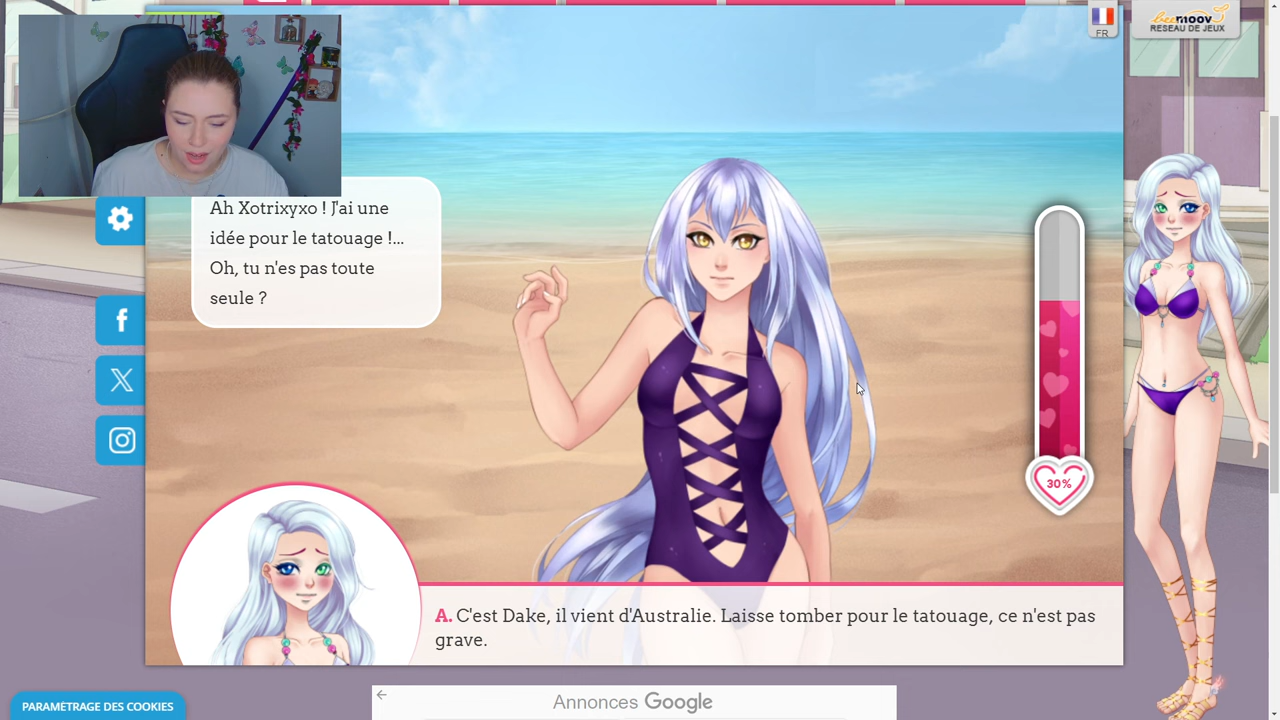 FR
beemoov
RESEAU DE JEUX
Ah Xotrixyxo ! J'ai une
idée pour le tatouage !...
Oh, tu n'es pas toute
seule ?
30%
A. C'est Dake, il vient d'Australie. Laisse tomber pour le tatouage, ce n'est pas
grave.
PARAMÉTRAGE DES COOKIES
Annonces Google